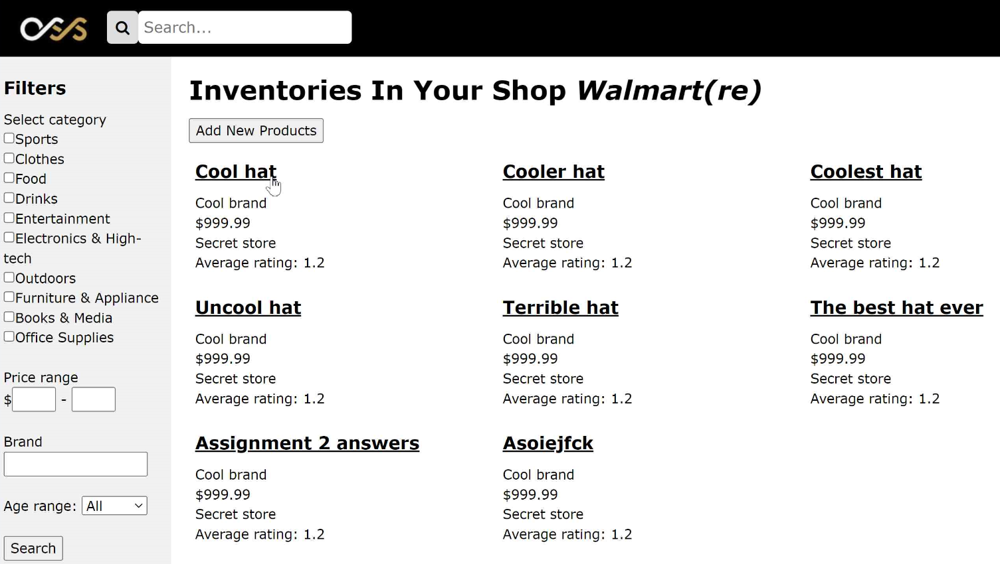 OSS
Search...
Filters
Select category
Sports
Clothes
Food
Drinks
Entertainment
Electronics & High-
tech
Outdoors
Furniture & Appliance
Books & Media
Office Supplies
Price range
$ -
Brand
Age range: All
Search
Inventories In Your Shop Walmart(re)
Add New Products
Cool hat
Cool brand
$999.99
Secret store
Average rating: 1.2
Cooler hat
Cool brand
$999.99
Secret store
Average rating: 1.2
Coolest hat
Cool brand
$999.99
Secret store
Average rating: 1.2
Uncool hat
Cool brand
$999.99
Secret store
Average rating: 1.2
Terrible hat
Cool brand
$999.99
Secret store
Average rating: 1.2
The best hat ever
Cool brand
$999.99
Secret store
Average rating: 1.2
Assignment 2 answers
Cool brand
$999.99
Secret store
Average rating: 1.2
Asoiejfck
Cool brand
$999.99
Secret store
Average rating: 1.2